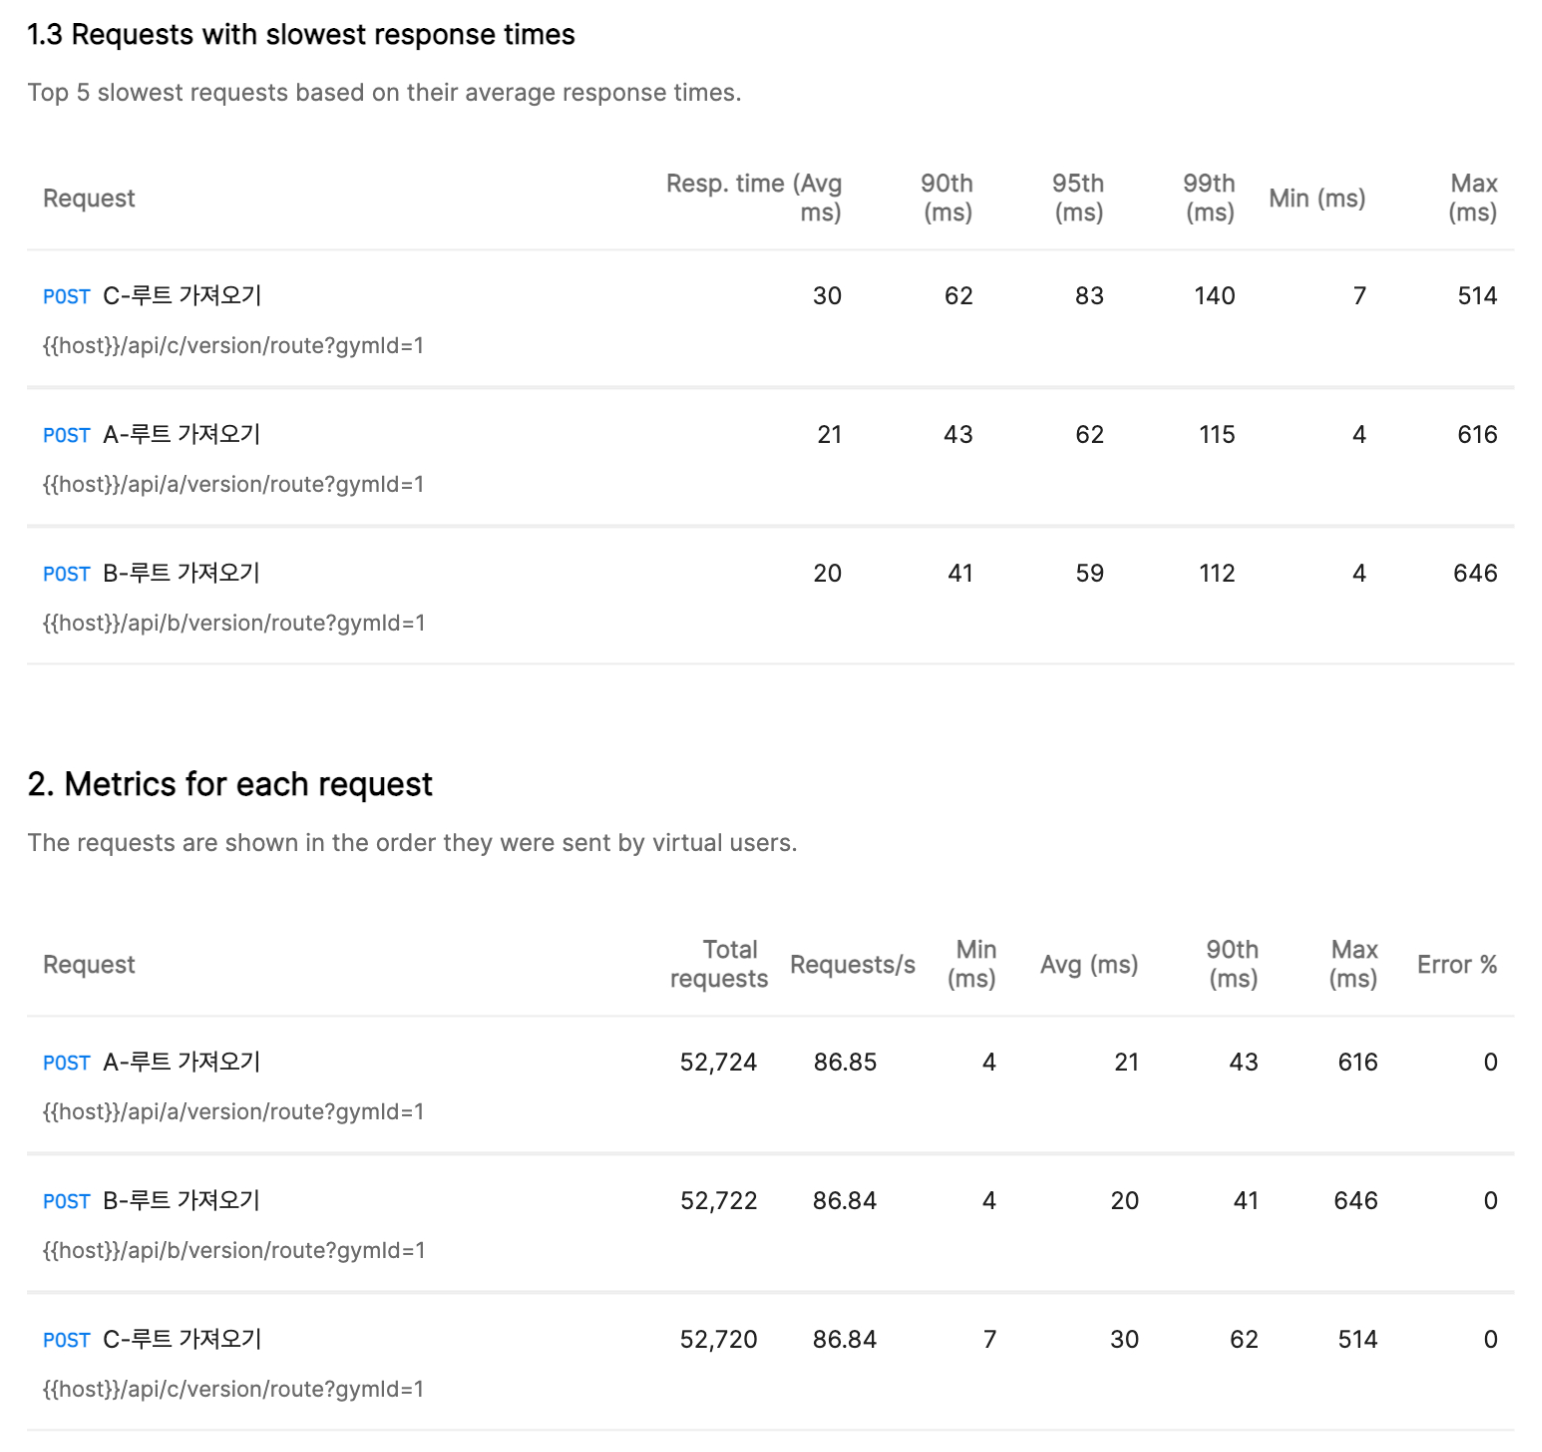 1.3 Requests with slowest response times
Top 5 slowest requests based on their average response times.
Request Resp. time (Avg ms) 90th (ms) 95th (ms) 99th (ms) Min (ms) Max (ms)
POST C-루트 가져오기 30 62 83 140 7 514
{{host}}/api/c/version/route?gymId=1
POST A-루트 가져오기 21 43 62 115 4 616
{{host}}/api/a/version/route?gymId=1
POST B-루트 가져오기 20 41 59 112 4 646
{{host}}/api/b/version/route?gymId=1
2. Metrics for each request
The requests are shown in the order they were sent by virtual users.
Request Total requests Requests/s Min (ms) Avg (ms) 90th (ms) Max (ms) Error %
POST A-루트 가져오기 52,724 86.85 4 21 43 616 0
{{host}}/api/a/version/route?gymId=1
POST B-루트 가져오기 52,722 86.84 4 20 41 646 0
{{host}}/api/b/version/route?gymId=1
POST C-루트 가져오기 52,720 86.84 7 30 62 514 0
{{host}}/api/c/version/route?gymId=1